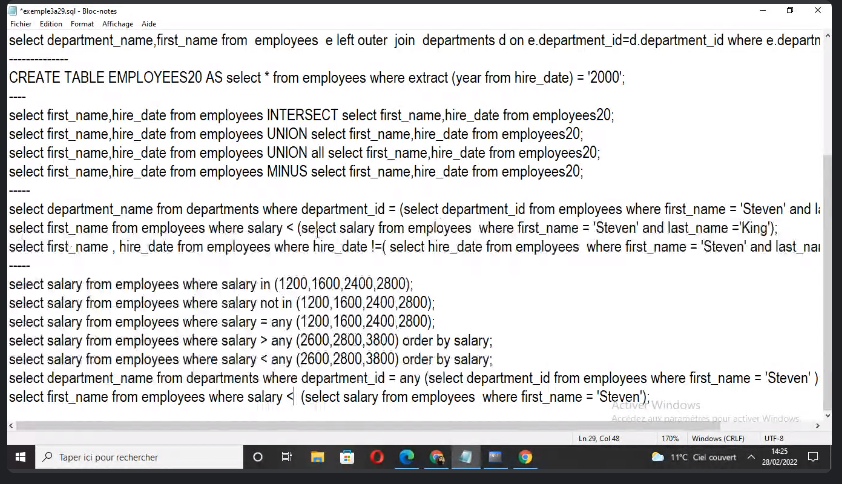 *exemple3a29.sql - Bloc-notes
Fichier Edition Format Affichage Aide
select department_name,first_name from employees e left outer join departments d on e.department_id=d.department_id where e.departn
--------------
CREATE TABLE EMPLOYEES20 AS select * from employees where extract (year from hire_date) = '2000';
----
select first_name,hire_date from employees INTERSECT select first_name,hire_date from employees20;
select first_name,hire_date from employees UNION select first_name,hire_date from employees20;
select first_name,hire_date from employees UNION all select first_name,hire_date from employees20;
select first_name,hire_date from employees MINUS select first_name,hire_date from employees20;
-----
select department_name from departments where department_id = (select department_id from employees where first_name = 'Steven' and la
select first_name from employees where salary < (select salary from employees where first_name = 'Steven' and last_name ='King');
select first_name , hire_date from employees where hire_date !=( select hire_date from employees where first_name = 'Steven' and last_nar
-----
select salary from employees where salary in (1200,1600,2400,2800);
select salary from employees where salary not in (1200,1600,2400,2800);
select salary from employees where salary = any (1200,1600,2400,2800);
select salary from employees where salary > any (2600,2800,3800) order by salary;
select salary from employees where salary < any (2600,2800,3800) order by salary;
select department_name from departments where department_id = any (select department_id from employees where first_name = 'Steven' )
select first_name from employees where salary < (select salary from employees where first_name = 'Steven');
Activer Windows
Accédez aux paramètres pour activer Windows.
Ln 29, Col 48 170% Windows (CRLF) UTF-8
Taper ici pour rechercher
11°C Ciel couvert
14:25
28/02/2022